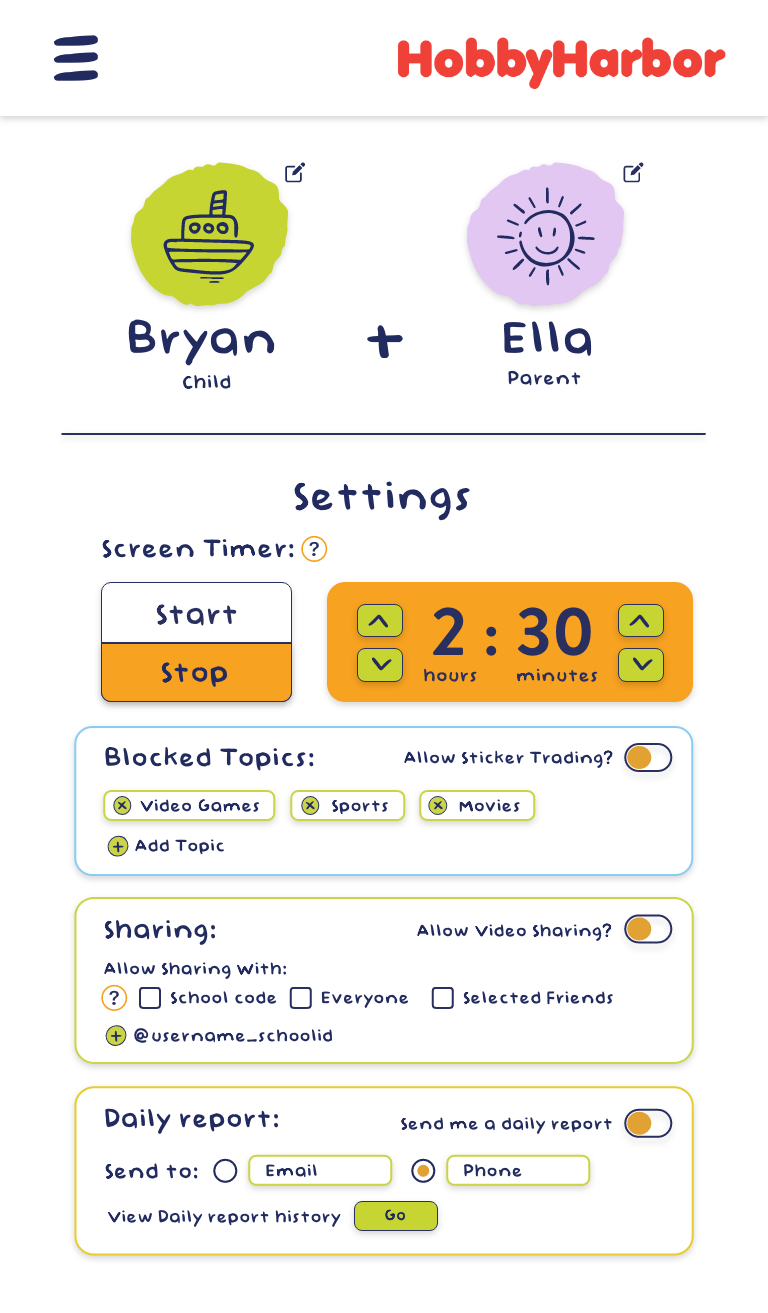 HobbyHarbor
Bryan + Ella
Child Parent
Settings
Screen Timer: ?
Start
Stop
2 : 30
hours minutes
Blocked Topics: Allow Sticker Trading?
Video Games Sports Movies
+ Add Topic
Sharing: Allow Video Sharing?
Allow Sharing With:
? School code Everyone Selected Friends
+ @username_schoolid
Daily report: Send me a daily report
Send to: Email Phone
View Daily report history Go